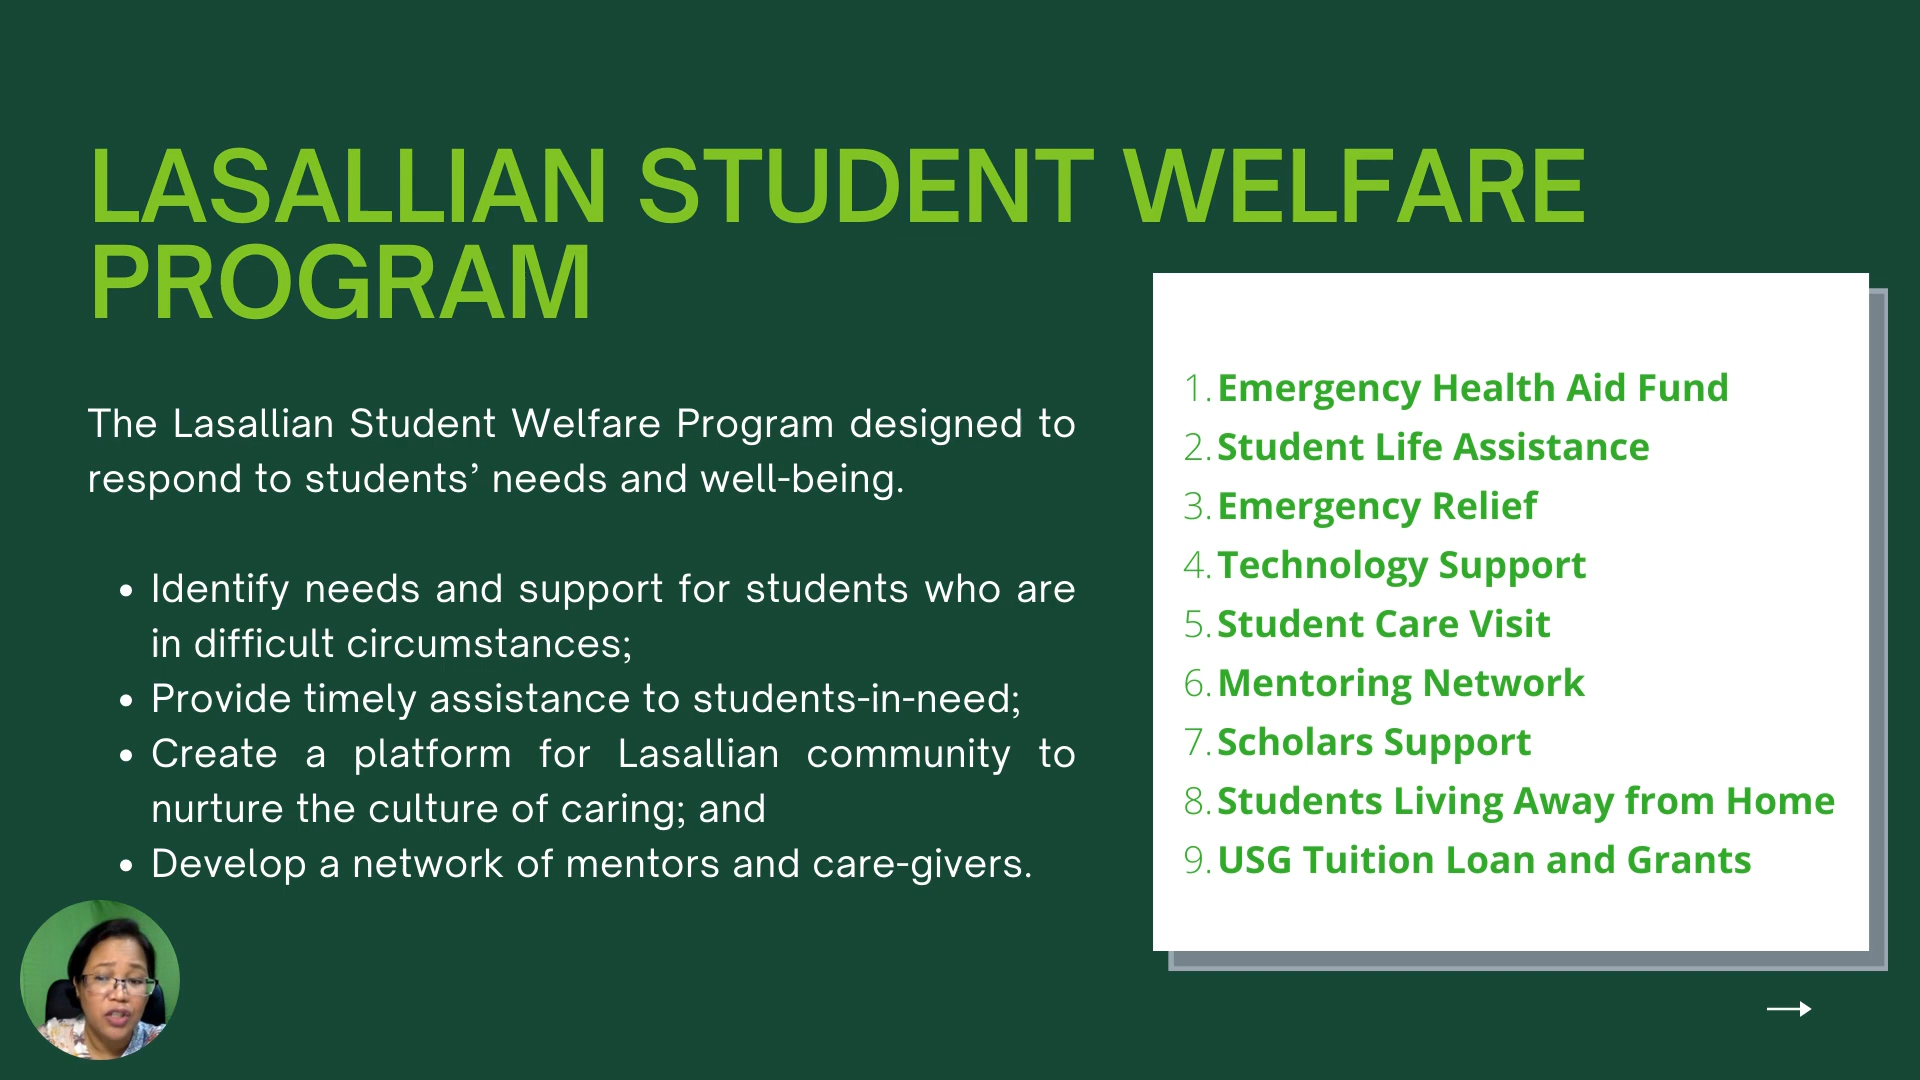 LASALLIAN STUDENT WELFARE
PROGRAM
The Lasallian Student Welfare Program designed to
respond to students’ needs and well-being.
• Identify needs and support for students who are
in difficult circumstances;
• Provide timely assistance to students-in-need;
• Create a platform for Lasallian community to
nurture the culture of caring; and
• Develop a network of mentors and care-givers.
1. Emergency Health Aid Fund
2. Student Life Assistance
3. Emergency Relief
4. Technology Support
5. Student Care Visit
6. Mentoring Network
7. Scholars Support
8. Students Living Away from Home
9. USG Tuition Loan and Grants